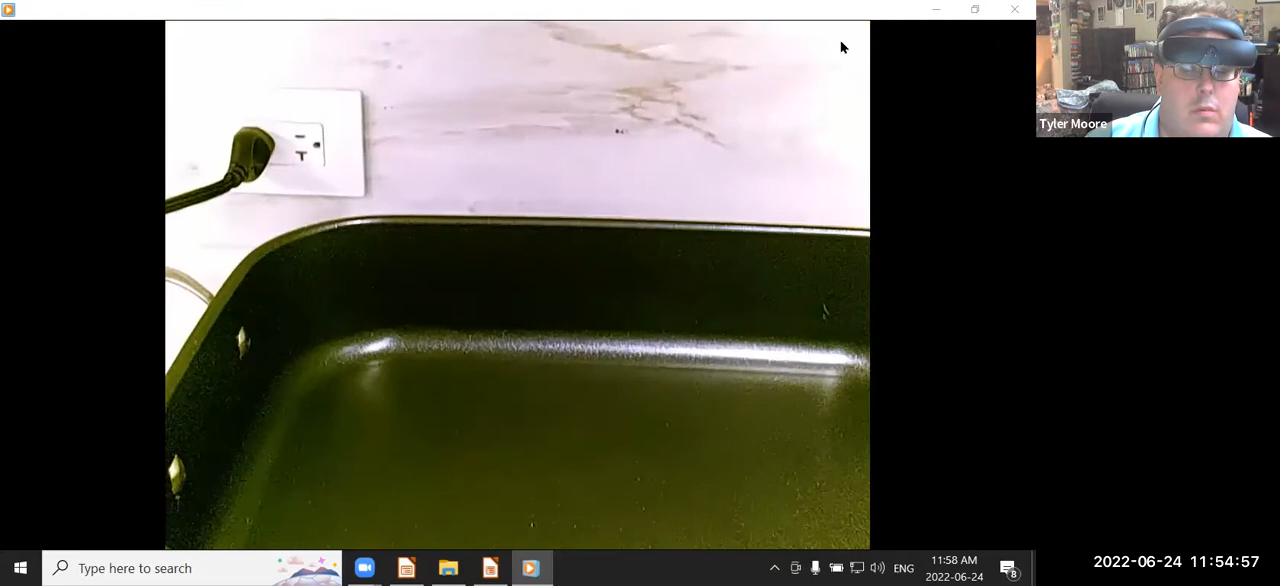 Tyler Moore
Type here to search
ENG
11:58 AM
2022-06-24
8
2022-06-24 11:54:57